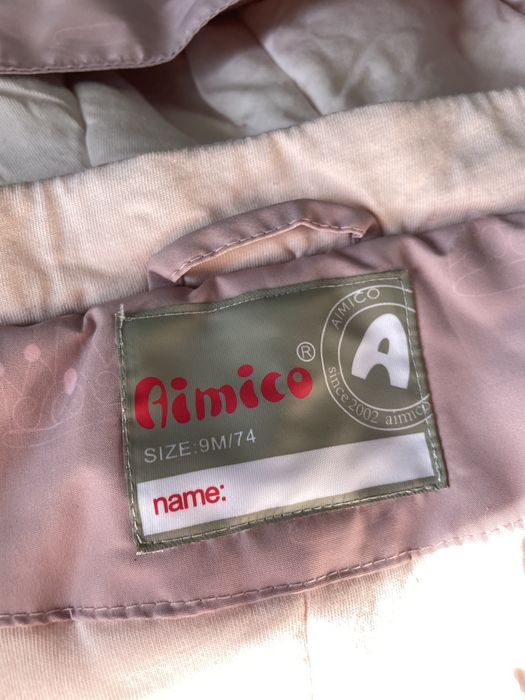 AIMICO
A
since 2002 aimico
Aimico®
SIZE:9M/74
name: